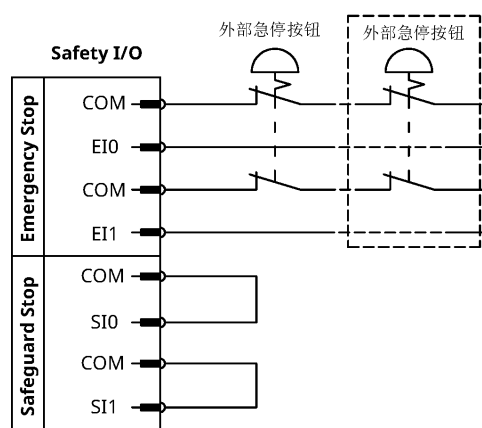 外部急停按钮
外部急停按钮
Safety I/O
Emergency Stop
COM
EI0
COM
EI1
Safeguard Stop
COM
SI0
COM
SI1